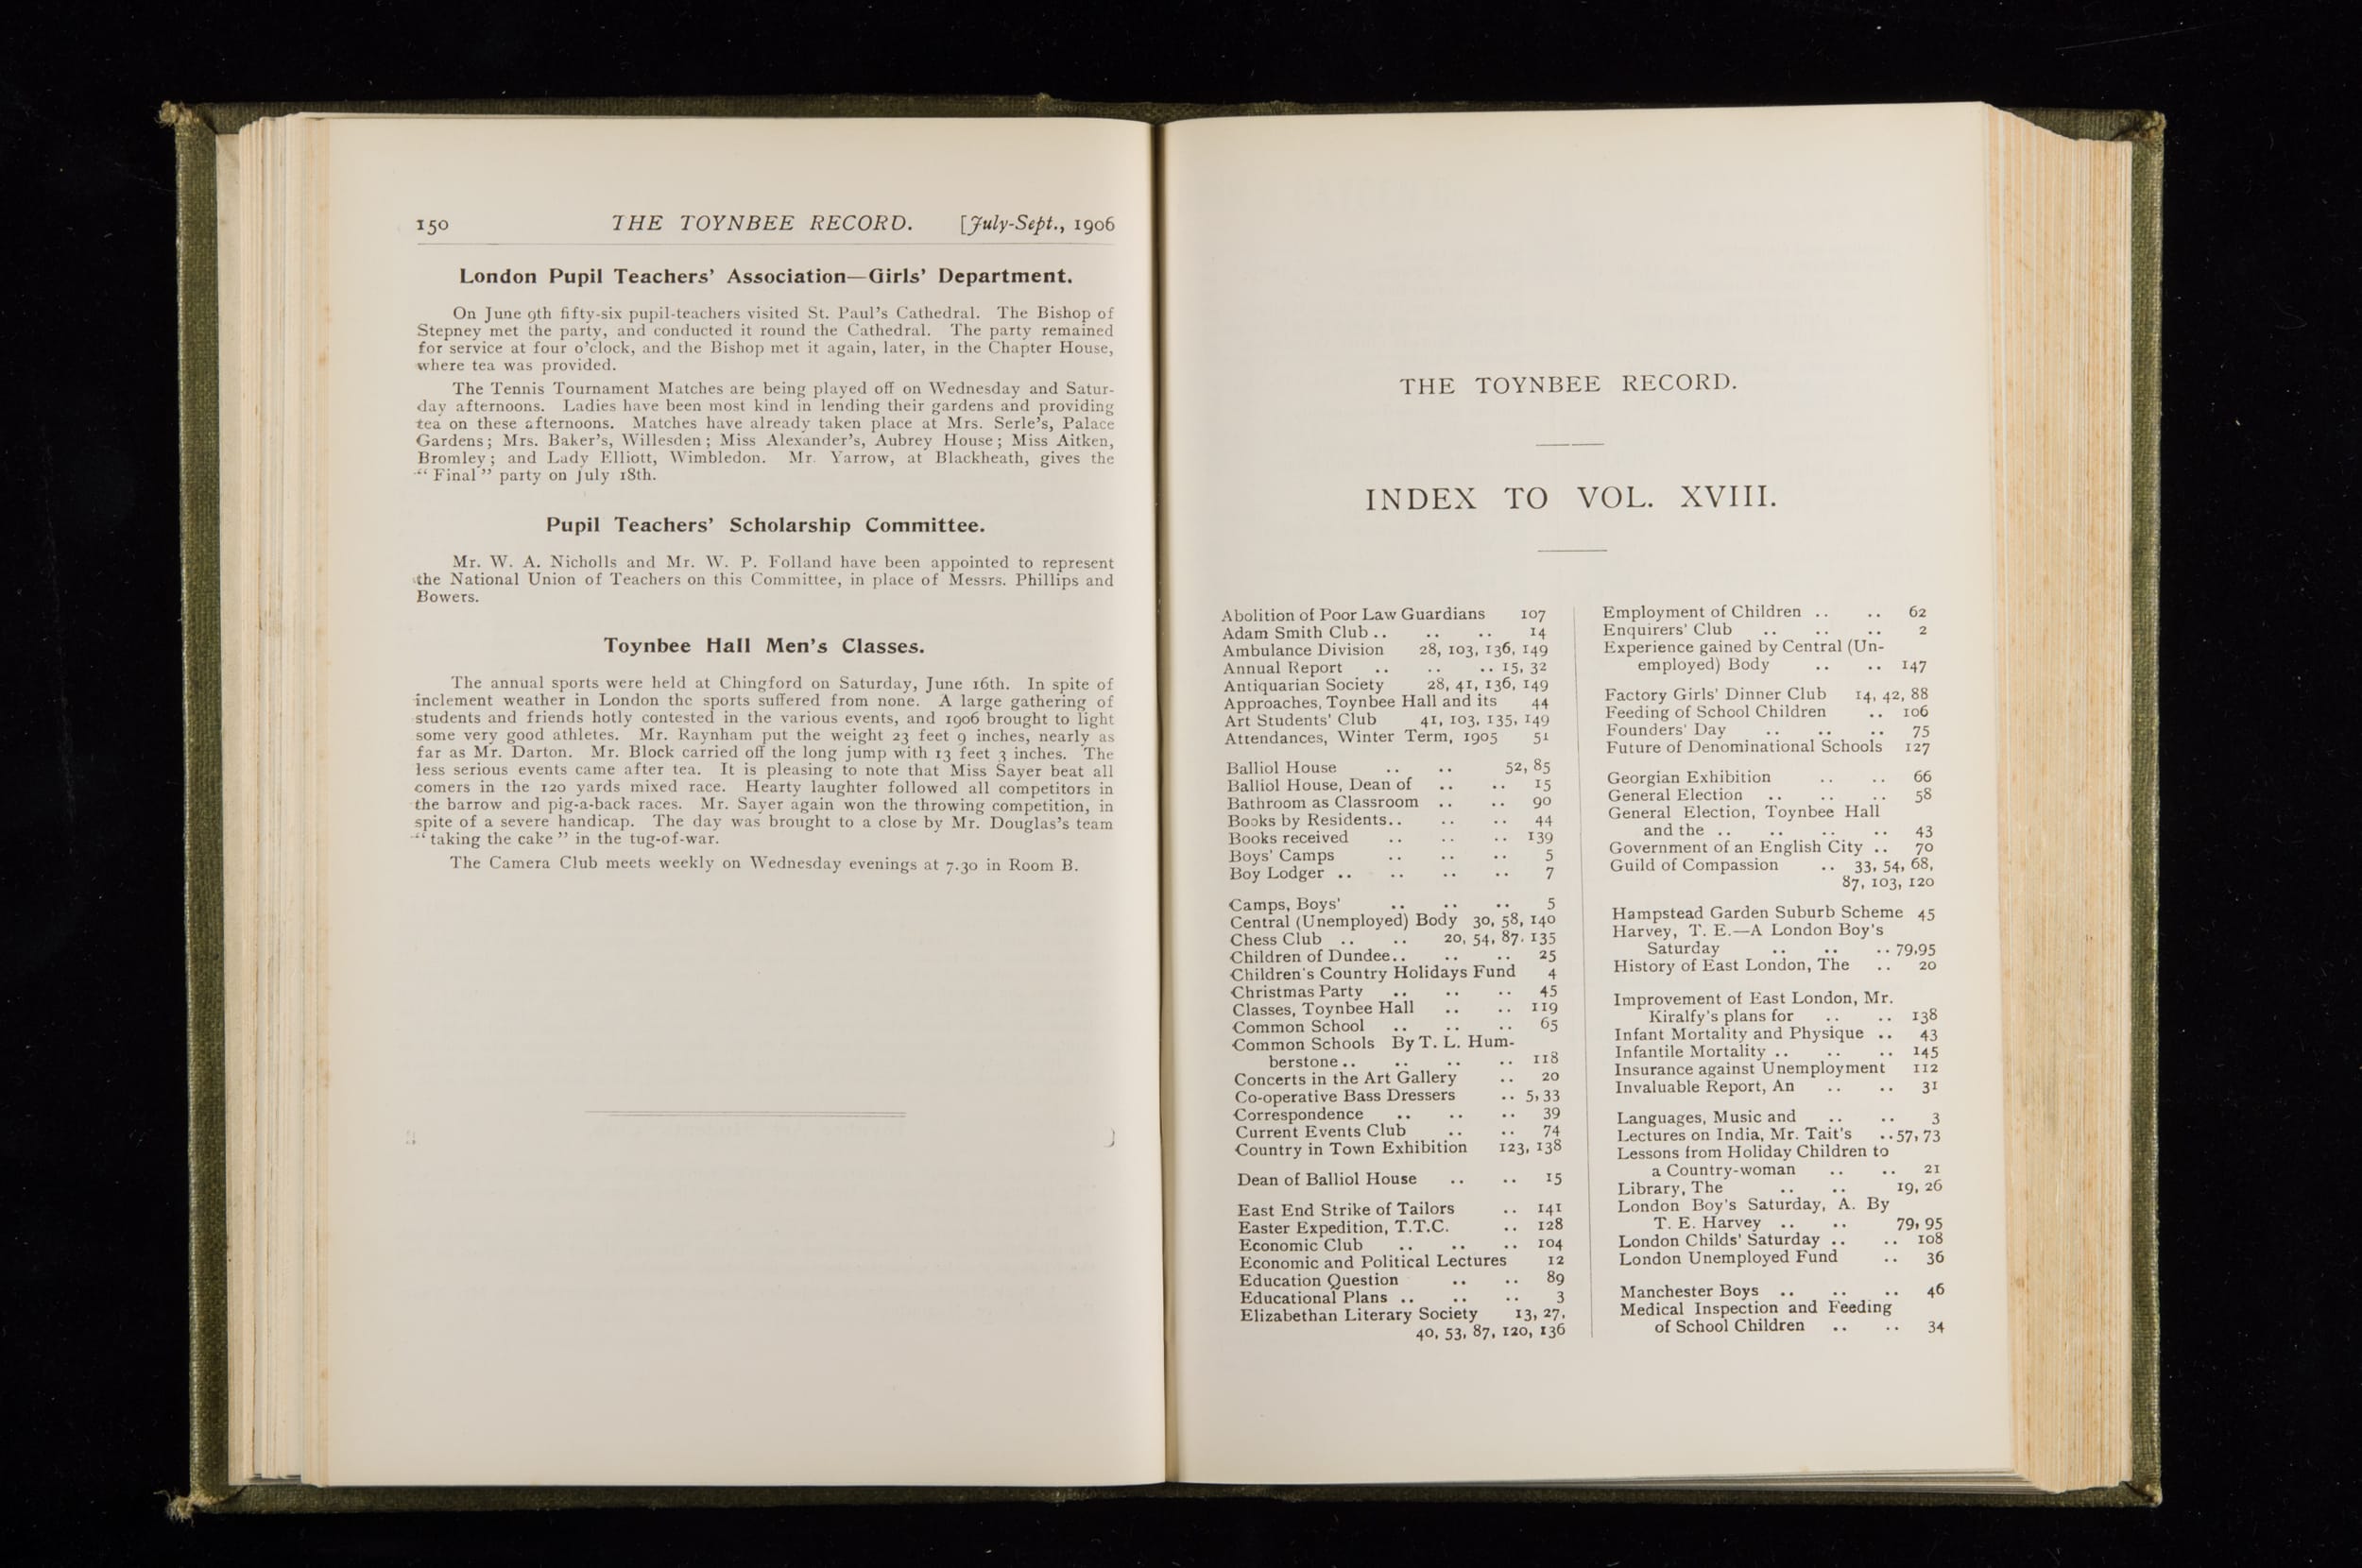 150 THE TOYNBEE RECORD. [July-Sept., 1906
London Pupil Teachers' Association—Girls' Department.
On June 9th fifty-six pupil-teachers visited St. Paul's Cathedral. The Bishop of
Stepney met the party, and conducted it round the Cathedral. The party remained
for service at four o'clock, and the Bishop met it again, later, in the Chapter House,
where tea was provided.
The Tennis Tournament Matches are being played off on Wednesday and Satur-
day afternoons. Ladies have been most kind in lending their gardens and providing
tea on these afternoons. Matches have already taken place at Mrs. Serle's, Palace
Gardens; Mrs. Baker's, Willesden; Miss Alexander's, Aubrey House; Miss Aitken,
Bromley; and Lady Elliott, Wimbledon. Mr. Yarrow, at Blackheath, gives the
"Final" party on July 18th.
Pupil Teachers' Scholarship Committee.
Mr. W. A. Nicholls and Mr. W. P. Folland have been appointed to represent
the National Union of Teachers on this Committee, in place of Messrs. Phillips and
Bowers.
Toynbee Hall Men's Classes.
The annual sports were held at Chingford on Saturday, June 16th. In spite of
inclement weather in London the sports suffered from none. A large gathering of
students and friends hotly contested in the various events, and 1906 brought to light
some very good athletes. Mr. Raynham put the weight 23 feet 9 inches, nearly as
far as Mr. Darton. Mr. Block carried off the long jump with 13 feet 3 inches. The
less serious events came after tea. It is pleasing to note that Miss Sayer beat all
comers in the 120 yards mixed race. Hearty laughter followed all competitors in
the barrow and pig-a-back races. Mr. Sayer again won the throwing competition, in
spite of a severe handicap. The day was brought to a close by Mr. Douglas's team
"taking the cake" in the tug-of-war.
The Camera Club meets weekly on Wednesday evenings at 7.30 in Room B.
THE TOYNBEE RECORD.
INDEX TO VOL. XVIII.
Abolition of Poor Law Guardians 107
Adam Smith Club .. .. .. 14
Ambulance Division 28, 103, 136, 149
Annual Report .. .. .. 15, 32
Antiquarian Society 28, 41, 136, 149
Approaches, Toynbee Hall and its 44
Art Students' Club 41, 103, 135, 149
Attendances, Winter Term, 1905 51
Balliol House .. .. 52, 85
Balliol House, Dean of .. .. 15
Bathroom as Classroom .. .. 90
Books by Residents.. .. .. 44
Books received .. .. .. 139
Boys' Camps .. .. .. 5
Boy Lodger .. .. .. .. 7
Camps, Boys' .. .. .. 5
Central (Unemployed) Body 30, 58, 140
Chess Club .. .. 20, 54, 87, 135
Children of Dundee.. .. .. 25
Children's Country Holidays Fund 4
Christmas Party .. .. .. 45
Classes, Toynbee Hall .. .. 119
Common School .. .. .. 65
Common Schools By T. L. Hum-
berstone .. .. .. .. 118
Concerts in the Art Gallery .. 20
Co-operative Bass Dressers .. 5, 33
Correspondence .. .. .. 39
Current Events Club .. .. 74
Country in Town Exhibition 123, 138
Dean of Balliol House .. .. 15
East End Strike of Tailors .. 141
Easter Expedition, T.T.C. .. 128
Economic Club .. .. .. 104
Economic and Political Lectures 12
Education Question .. .. 89
Educational Plans .. .. .. 3
Elizabethan Literary Society 13, 27,
40, 53, 87, 120, 136
Employment of Children .. .. 62
Enquirers' Club .. .. .. 2
Experience gained by Central (Un-
employed) Body .. .. 147
Factory Girls' Dinner Club 14, 42, 88
Feeding of School Children .. 106
Founders' Day .. .. .. 75
Future of Denominational Schools 127
Georgian Exhibition .. .. 66
General Election .. .. .. 58
General Election, Toynbee Hall
and the .. .. .. .. 43
Government of an English City .. 70
Guild of Compassion .. 33, 54, 68,
87, 103, 120
Hampstead Garden Suburb Scheme 45
Harvey, T. E.—A London Boy's
Saturday .. .. .. 79, 95
History of East London, The .. 20
Improvement of East London, Mr.
Kiralfy's plans for .. .. 138
Infant Mortality and Physique .. 43
Infantile Mortality .. .. .. 145
Insurance against Unemployment 112
Invaluable Report, An .. .. 31
Languages, Music and .. .. 3
Lectures on India, Mr. Tait's .. 57, 73
Lessons from Holiday Children to
a Country-woman .. .. 21
Library, The .. .. 19, 26
London Boy's Saturday, A. By
T. E. Harvey .. .. 79, 95
London Childs' Saturday .. .. 108
London Unemployed Fund .. 36
Manchester Boys .. .. .. 46
Medical Inspection and Feeding
of School Children .. .. 34